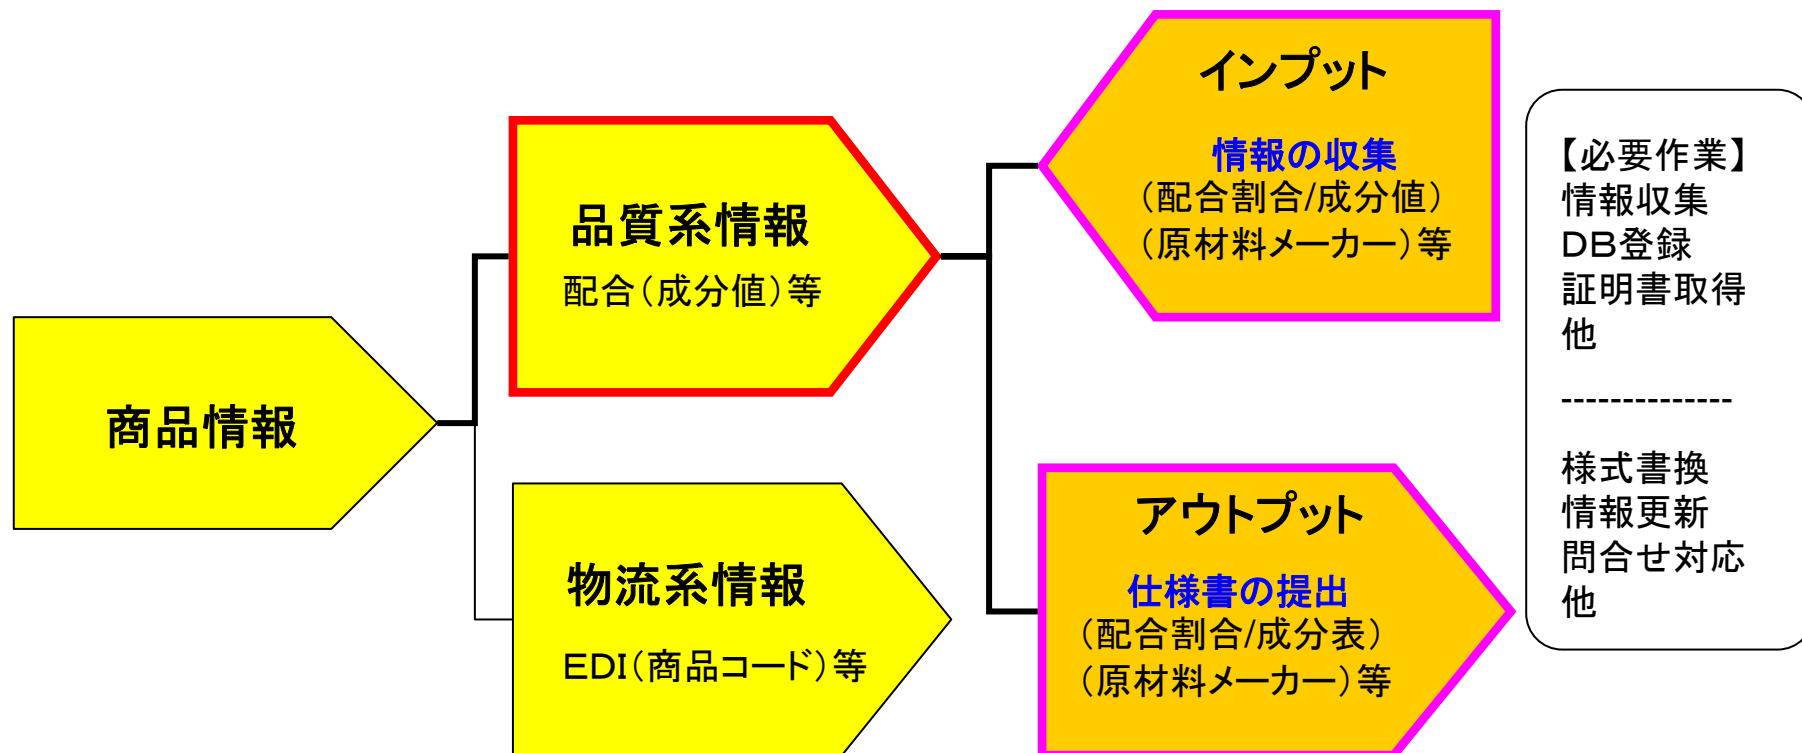 商品情報
品質系情報
配合（成分値）等
物流系情報
EDI（商品コード）等
インプット
情報の収集
（配合割合/成分値）
（原材料メーカー）等
アウトプット
仕様書の提出
（配合割合/成分表）
（原材料メーカー）等
【必要作業】
情報収集
DB登録
証明書取得
他
--------------
様式書換
情報更新
問合せ対応
他